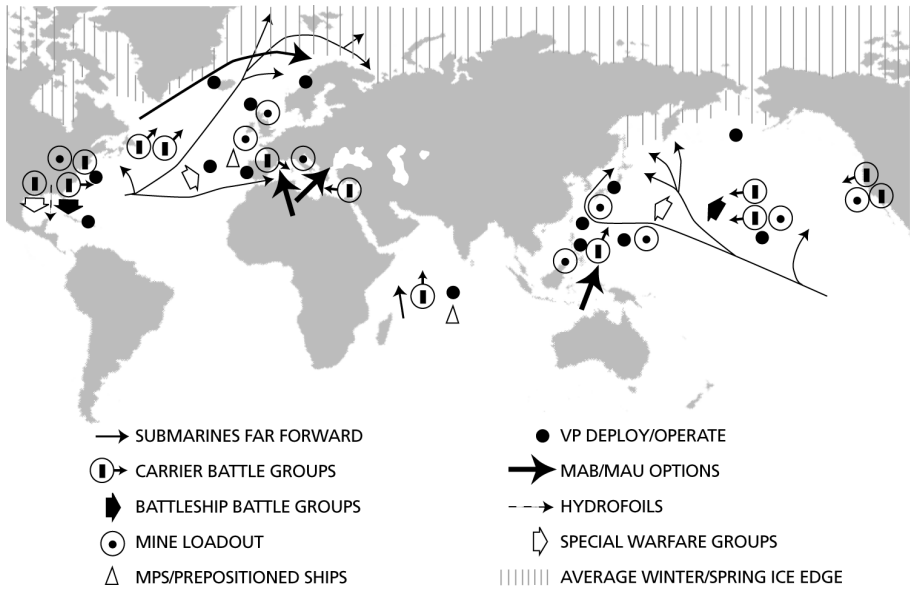 SUBMARINES FAR FORWARD
CARRIER BATTLE GROUPS
BATTLESHIP BATTLE GROUPS
MINE LOADOUT
MPS/PREPOSITIONED SHIPS
VP DEPLOY/OPERATE
MAB/MAU OPTIONS
HYDROFOILS
SPECIAL WARFARE GROUPS
AVERAGE WINTER/SPRING ICE EDGE